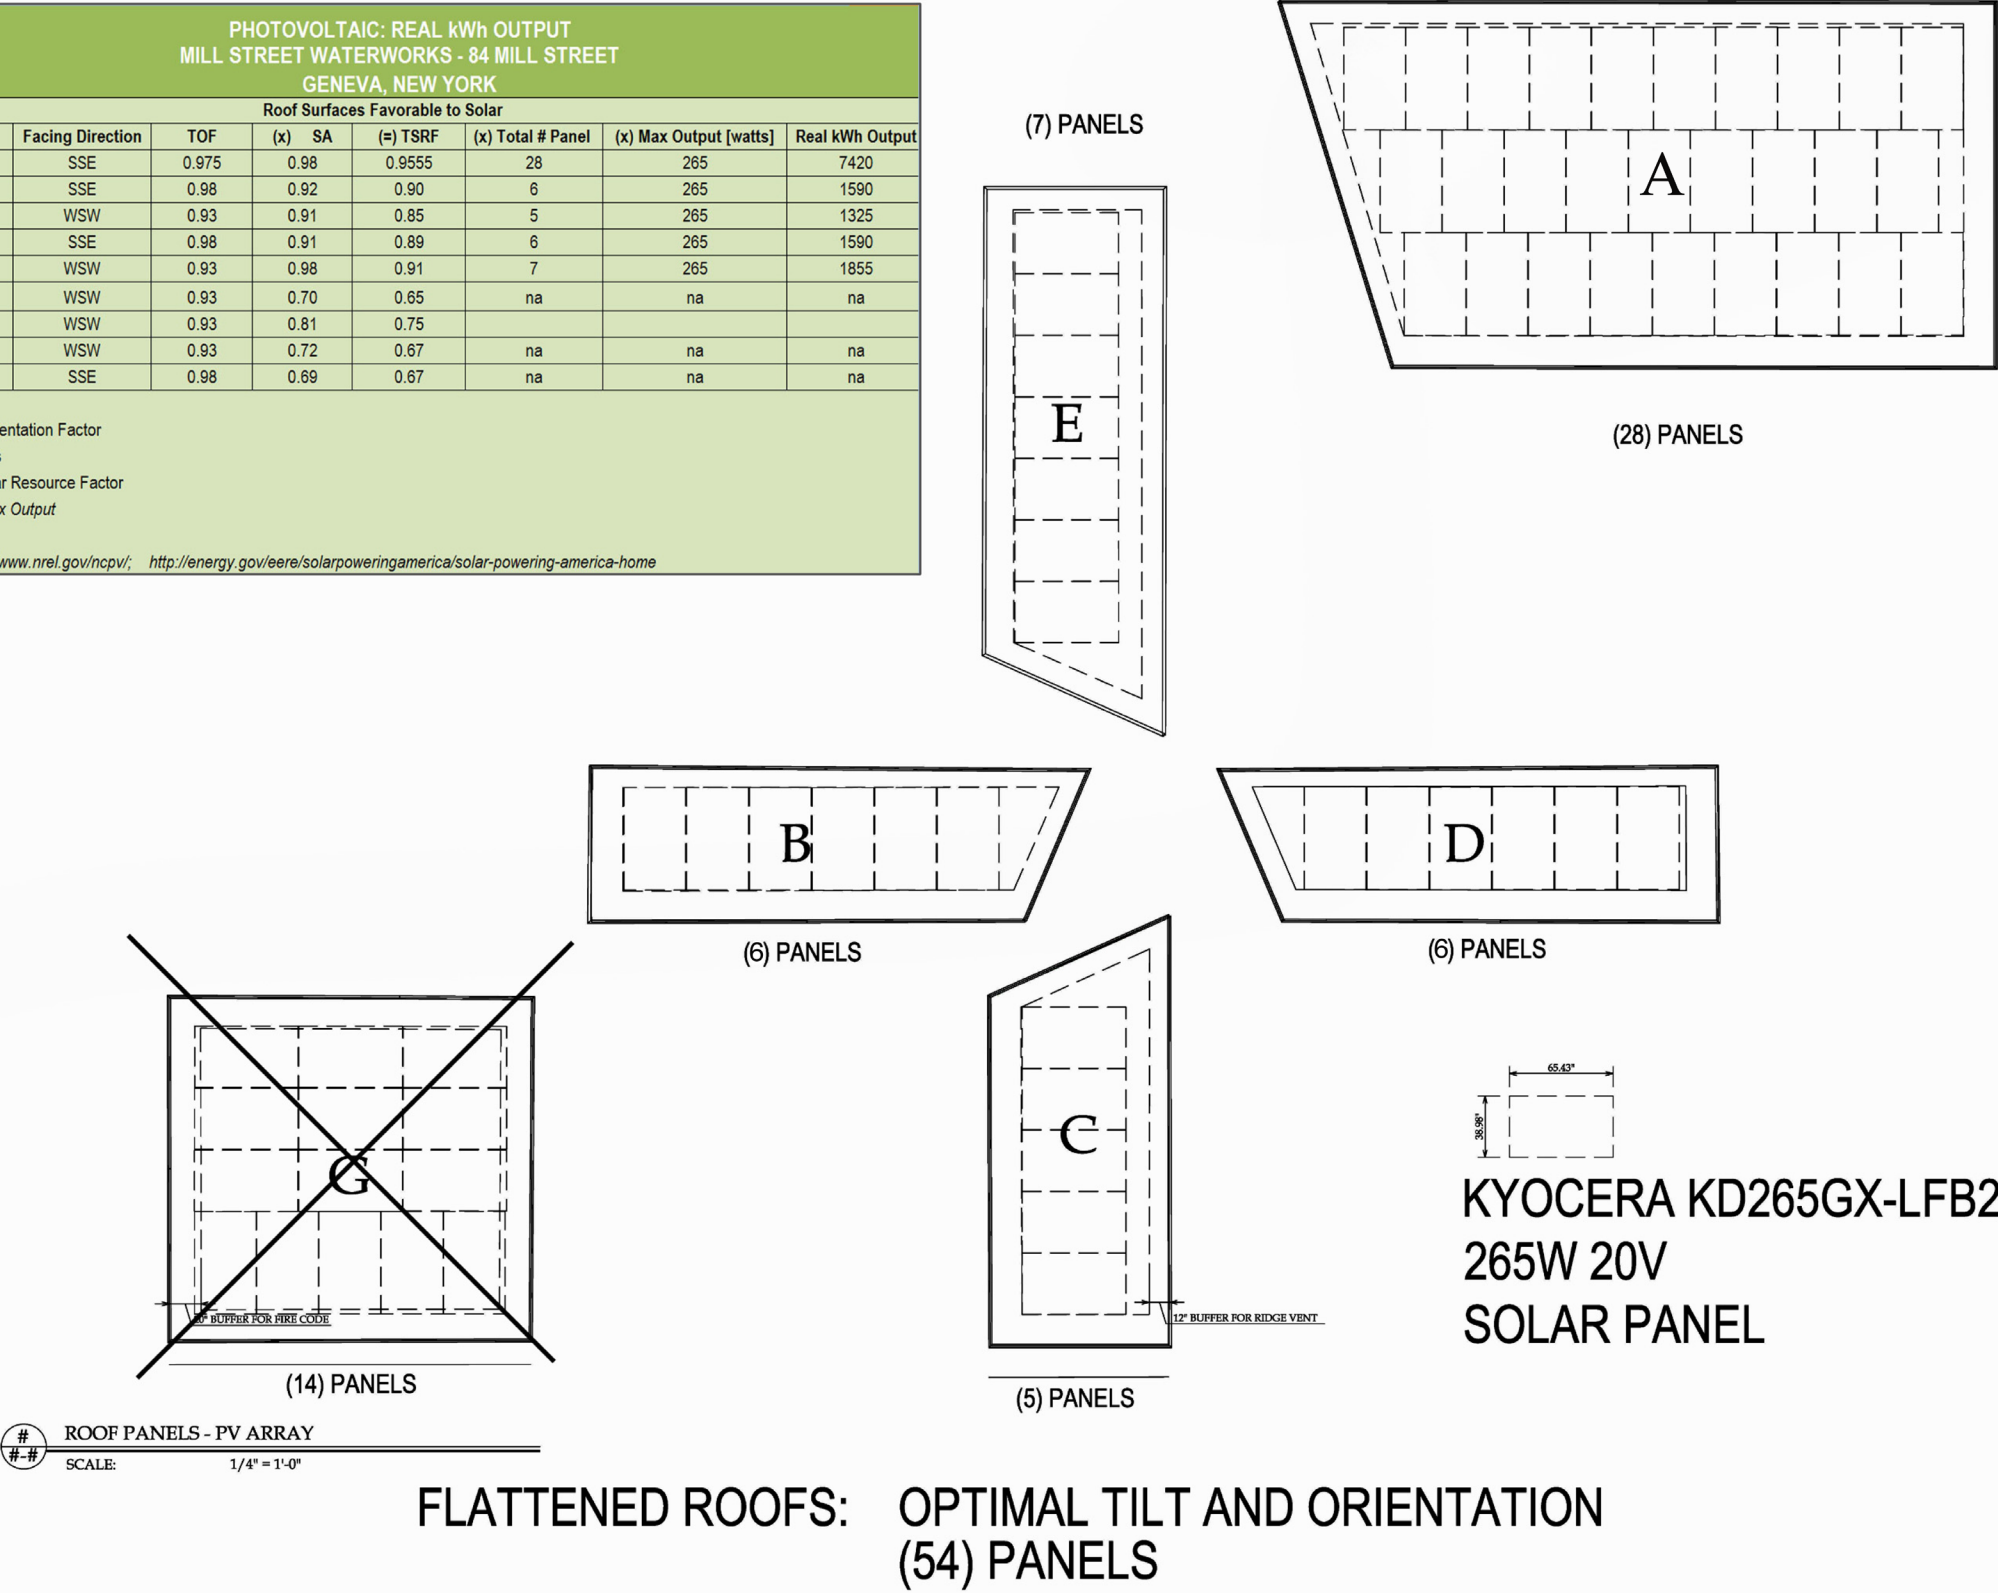 PHOTOVOLTAIC: REAL kWh OUTPUT
MILL STREET WATERWORKS - 84 MILL STREET
GENEVA, NEW YORK
Roof Surfaces Favorable to Solar
Facing Direction TOF (x) SA (=) TSRF (x) Total # Panel (x) Max Output [watts] Real kWh Output
SSE 0.975 0.98 0.9555 28 265 7420
SSE 0.98 0.92 0.90 6 265 1590
WSW 0.93 0.91 0.85 5 265 1325
SSE 0.98 0.91 0.89 6 265 1590
WSW 0.93 0.98 0.91 7 265 1855
WSW 0.93 0.70 0.65 na na na
WSW 0.93 0.81 0.75
WSW 0.93 0.72 0.67 na na na
SSE 0.98 0.69 0.67 na na na
entation Factor
s
ar Resource Factor
x Output
www.nrel.gov/ncpv/; http://energy.gov/eere/solarpoweringamerica/solar-powering-america-home
(7) PANELS
E
A
(28) PANELS
B
(6) PANELS
D
(6) PANELS
G
BUFFER FOR FIRE CODE
(14) PANELS
C
12" BUFFER FOR RIDGE VENT
(5) PANELS
65.43"
38.98"
KYOCERA KD265GX-LFB2
265W 20V
SOLAR PANEL
#
#-#
ROOF PANELS - PV ARRAY
SCALE: 1/4" = 1'-0"
FLATTENED ROOFS: OPTIMAL TILT AND ORIENTATION
(54) PANELS